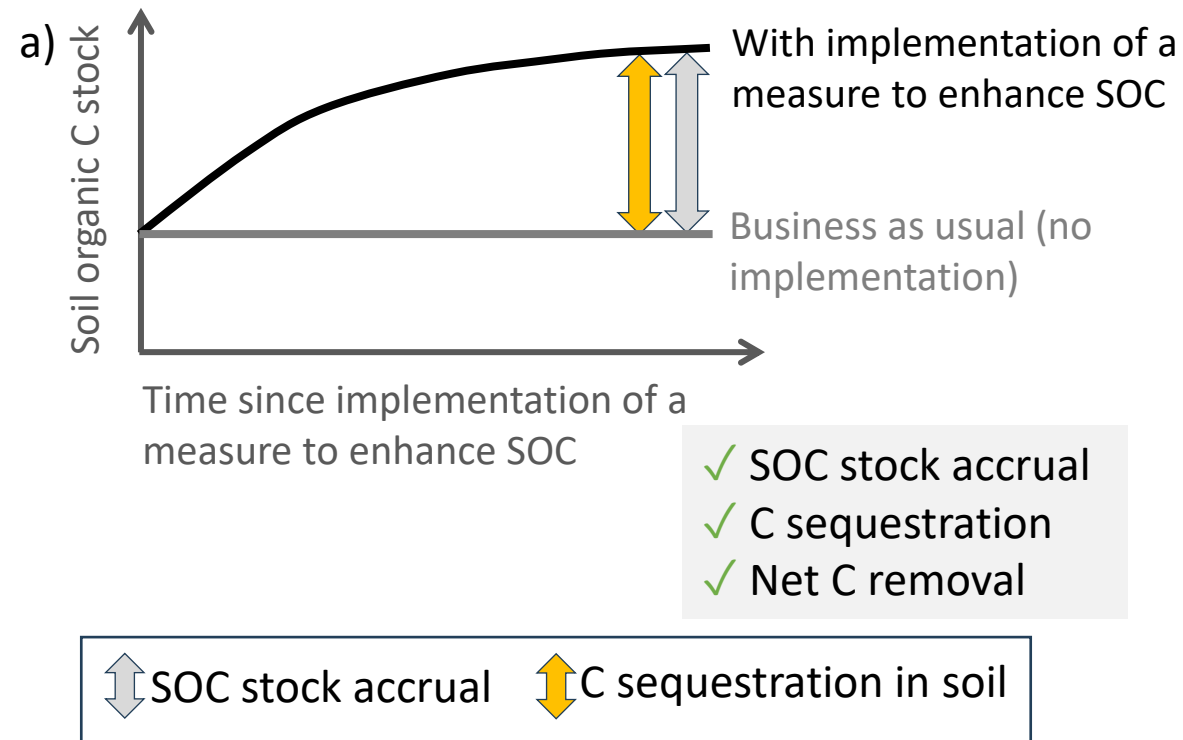 a)
Soil organic C stock
With implementation of a
measure to enhance SOC
Business as usual (no
implementation)
Time since implementation of a
measure to enhance SOC
✓ SOC stock accrual
✓ C sequestration
✓ Net C removal
SOC stock accrual
C sequestration in soil